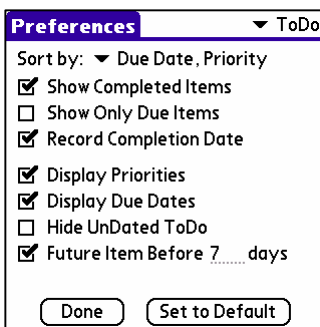 Preferences ToDo
Sort by: Due Date, Priority
Show Completed Items
Show Only Due Items
Record Completion Date
Display Priorities
Display Due Dates
Hide UnDated ToDo
Future Item Before 7 days
Done Set to Default